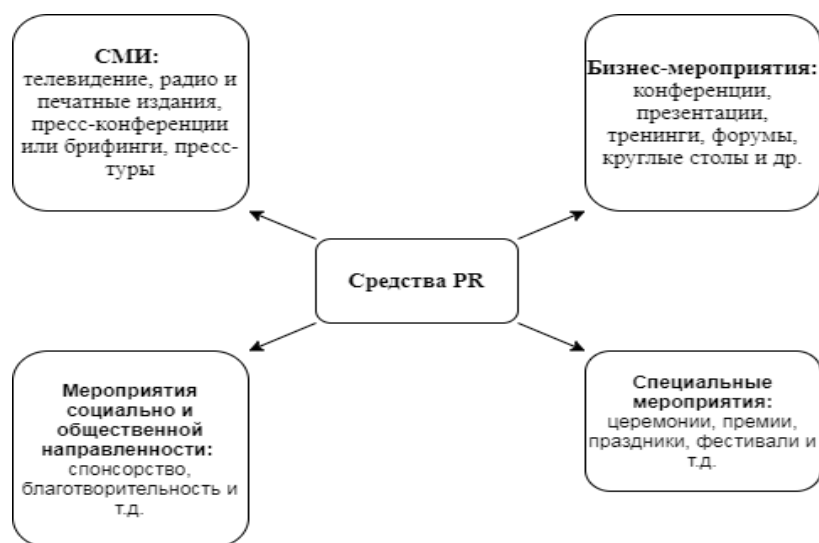 СМИ:
телевидение, радио и
печатные издания,
пресс-конференции
или брифинги, пресс-
туры
Бизнес-мероприятия:
конференции,
презентации,
тренинги, форумы,
круглые столы и др.
Средства PR
Мероприятия
социально и
общественной
направленности:
спонсорство,
благотворительность и
т.д.
Специальные
мероприятия:
церемонии, премии,
праздники, фестивали и
т.д.